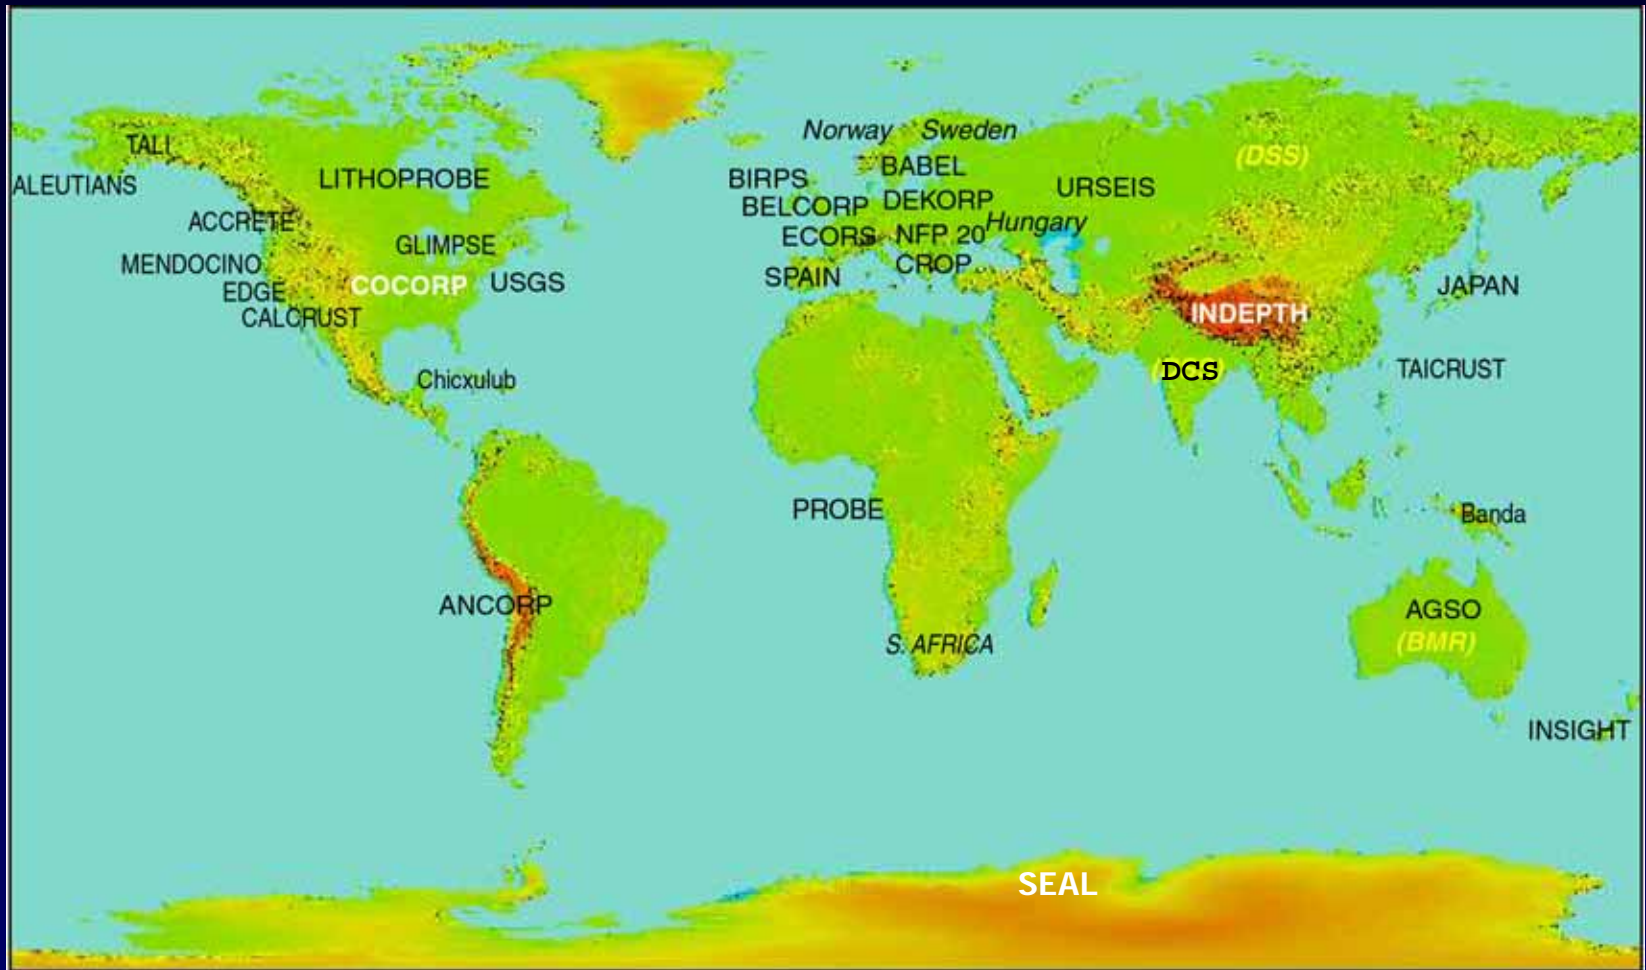 Norway Sweden
TALI
(DSS)
BABEL
LITHOPROBE
BIRPS
ALEUTIANS
URSEIS
DEKORP
BELCORP
ACCRETE
Hungary
ECORS
NFP 20
GLIMPSE
MENDOCINO
CROP
SPAIN
USGS
COCORP
JAPAN
EDGE
INDEPTH
CALCRUST
TAICRUST
(DCS)
Chicxulub
PROBE
Banda
ANCORP
AGSO
(BMR)
S. AFRICA
INSIGHT
SEAL